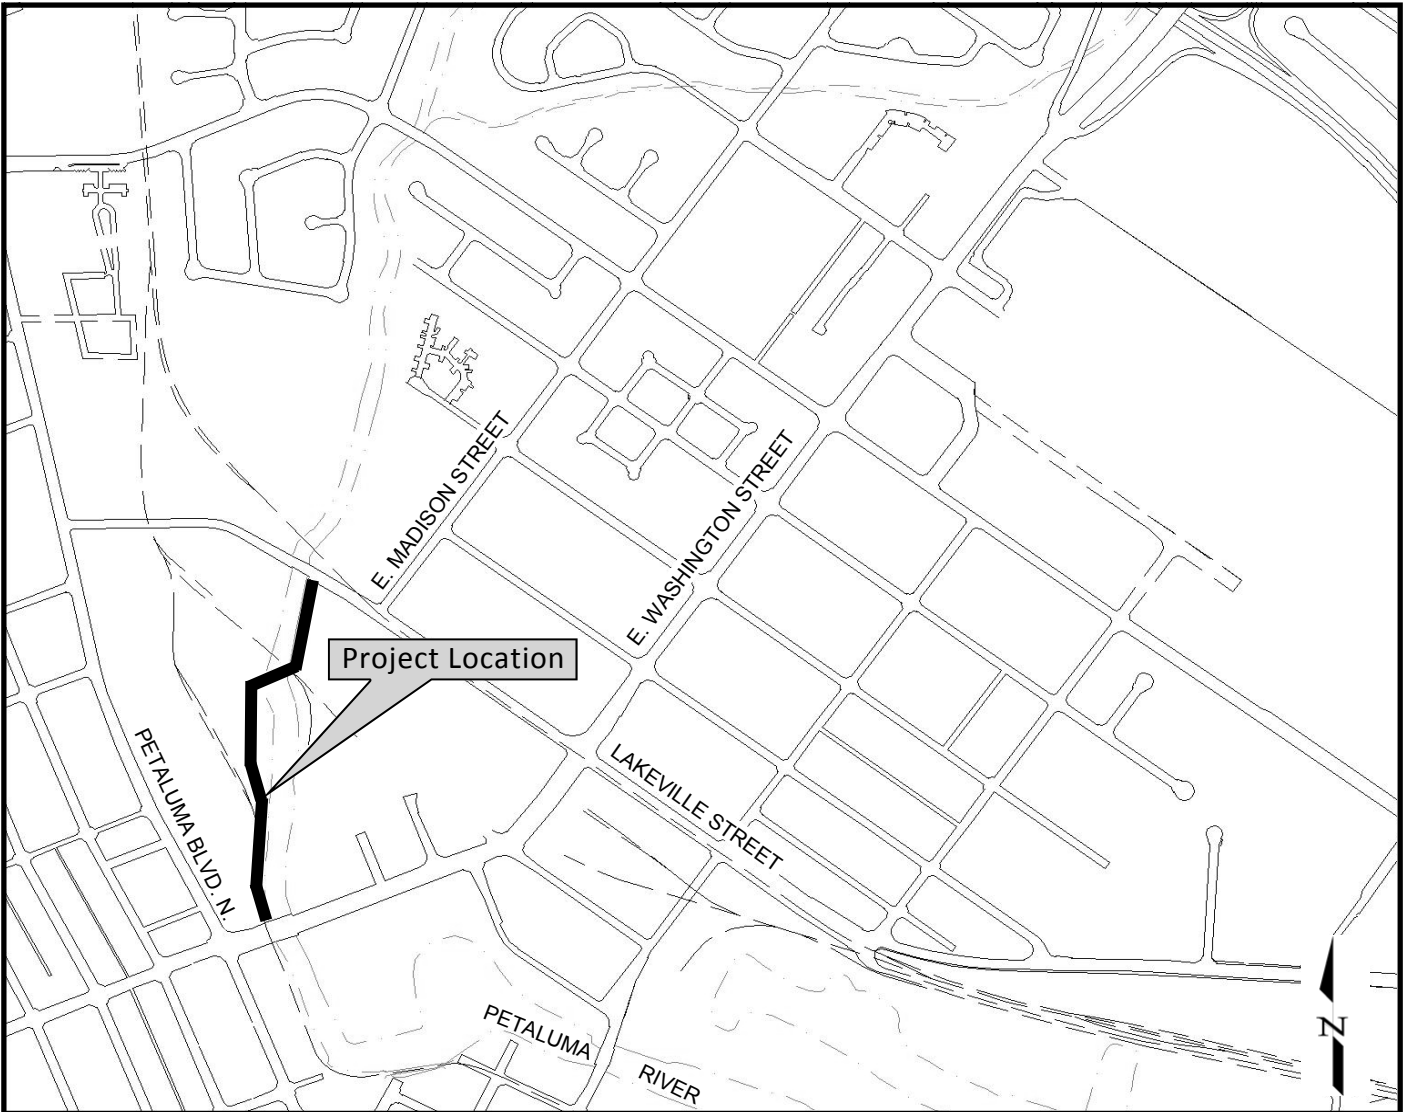 E. MADISON STREET
E. WASHINGTON STREET
Project Location
PETALUMA BLVD. N.
LAKEVILLE STREET
PETALUMA
RIVER
N